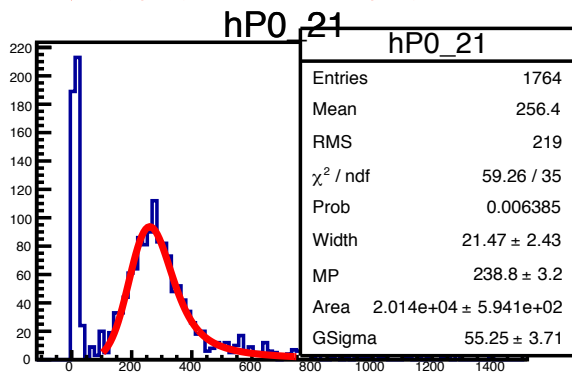 hP0_21
hP0_21
Entries 1764
Mean 256.4
RMS 219
χ² / ndf 59.26 / 35
Prob 0.006385
Width 21.47 ± 2.43
MP 238.8 ± 3.2
Area 2.014e+04 ± 5.941e+02
GSigma 55.25 ± 3.71
220
200
180
160
140
120
100
80
60
40
20
0
0 200 400 600 800 1000 1200 1400